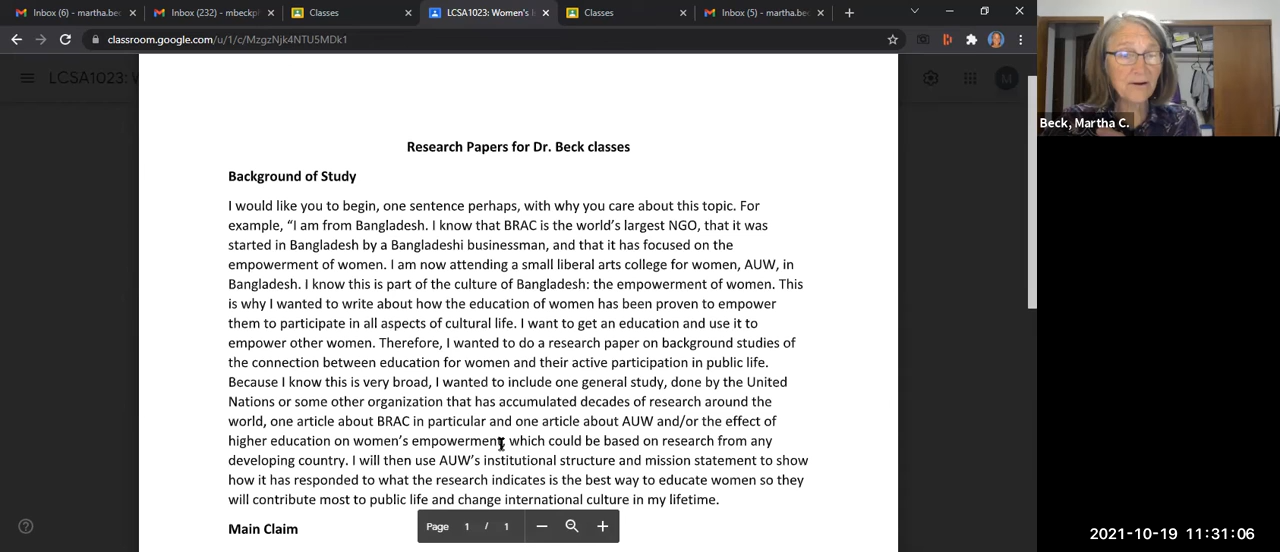 Inbox (6) - martha.bec
Inbox (232) - mbeckph
Classes
LCSA1023: Women's I
Classes
Inbox (5) - martha.bec
classroom.google.com/u/1/c/MzgzNjk4NTU5MDk1
LCSA1023: W
M
Research Papers for Dr. Beck classes
Background of Study
I would like you to begin, one sentence perhaps, with why you care about this topic. For
example, “I am from Bangladesh. I know that BRAC is the world’s largest NGO, that it was
started in Bangladesh by a Bangladeshi businessman, and that it has focused on the
empowerment of women. I am now attending a small liberal arts college for women, AUW, in
Bangladesh. I know this is part of the culture of Bangladesh: the empowerment of women. This
is why I wanted to write about how the education of women has been proven to empower
them to participate in all aspects of cultural life. I want to get an education and use it to
empower other women. Therefore, I wanted to do a research paper on background studies of
the connection between education for women and their active participation in public life.
Because I know this is very broad, I wanted to include one general study, done by the United
Nations or some other organization that has accumulated decades of research around the
world, one article about BRAC in particular and one article about AUW and/or the effect of
higher education on women’s empowerment, which could be based on research from any
developing country. I will then use AUW’s institutional structure and mission statement to show
how it has responded to what the research indicates is the best way to educate women so they
will contribute most to public life and change international culture in my lifetime.
Main Claim
Page 1 / 1
Beck, Martha C.
2021-10-19 11:31:06